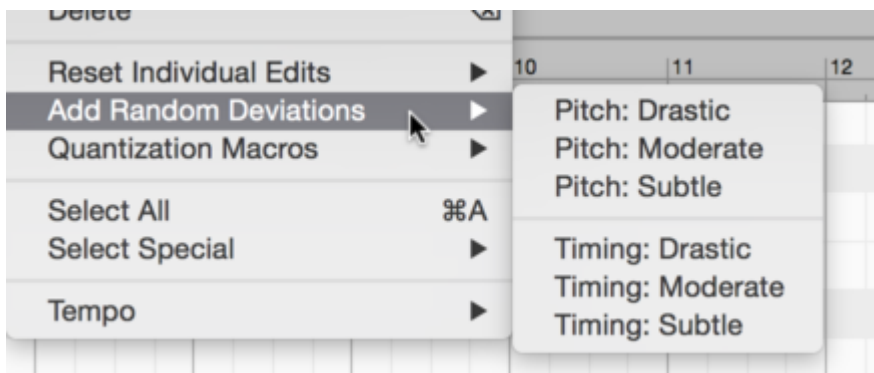 Delete
10 11 12
Reset Individual Edits
Add Random Deviations
Quantization Macros
Select All ⌘A
Select Special
Tempo
Pitch: Drastic
Pitch: Moderate
Pitch: Subtle
Timing: Drastic
Timing: Moderate
Timing: Subtle